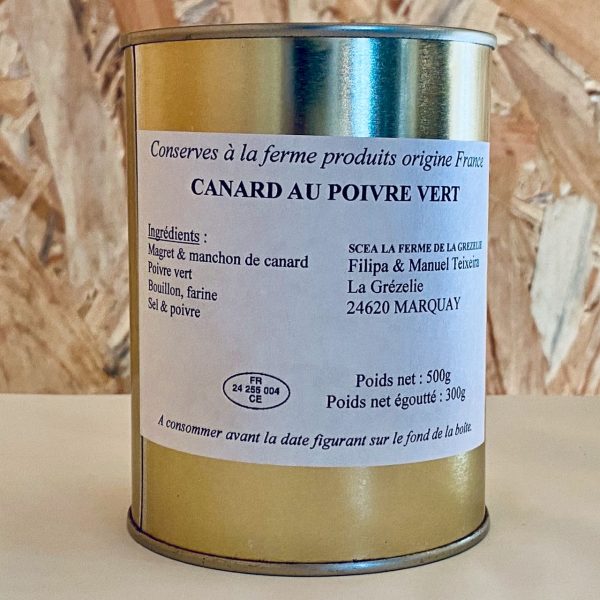 Conserves à la ferme produits origine France
CANARD AU POIVRE VERT
Ingrédients :
Magret & manchon de canard
Poivre vert
Bouillon, farine
Sel & poivre
SCEA LA FERME DE LA GREZELIE
Filipa & Manuel Teixeira
La Grézelie
24620 MARQUAY
FR
24 255 004
CE
Poids net : 500g
Poids net égoutté : 300g
A consommer avant la date figurant sur le fond de la boîte.